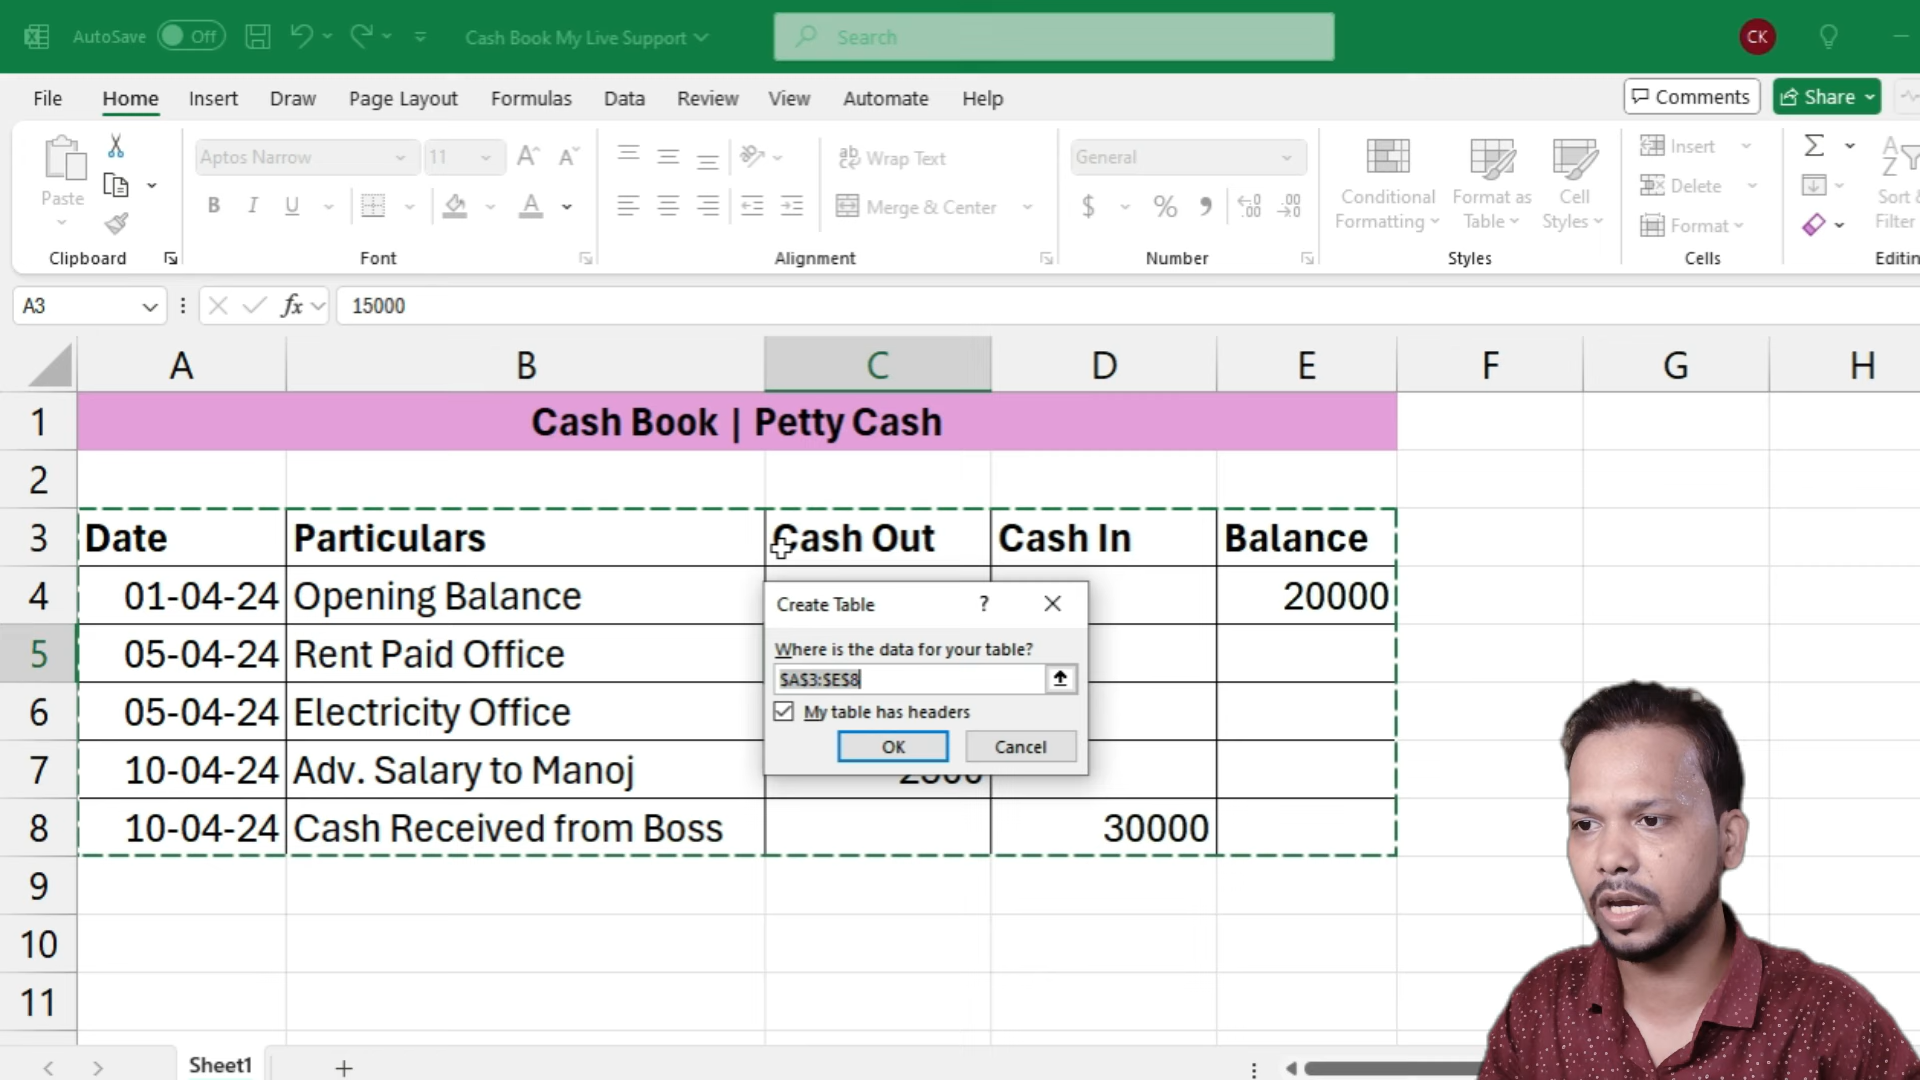 AutoSave Off Cash Book My Live Support Search CK
File Home Insert Draw Page Layout Formulas Data Review View Automate Help Comments Share
Paste Aptos Narrow 11 Wrap Text General Conditional Formatting Format as Table Cell Styles Insert
B I U Merge & Center $ % Delete
Format
Clipboard Font Alignment Number Styles Cells
A3 fx 15000
A B C D E F G H
1 Cash Book | Petty Cash
2
3 Date Particulars Cash Out Cash In Balance
4 01-04-24 Opening Balance 20000
5 05-04-24 Rent Paid Office
6 05-04-24 Electricity Office
7 10-04-24 Adv. Salary to Manoj
8 10-04-24 Cash Received from Boss 30000
9
10
11
Create Table ?
Where is the data for your table?
$A$3:$E$8
My table has headers
OK Cancel
Sheet1